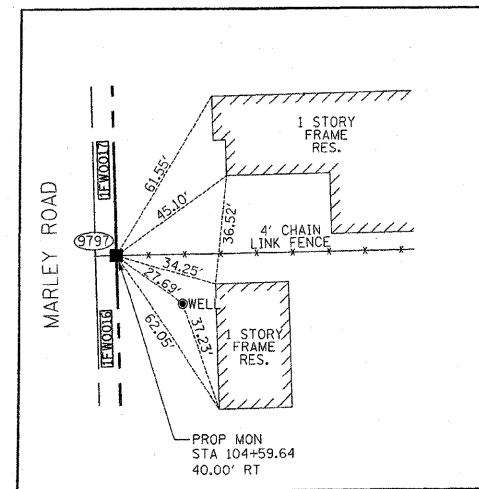 1 STORY
FRAME
RES.
1FW0017
61.55'
45.10'
36.52'
4' CHAIN
LINK FENCE
MARLEY ROAD
9797
34.25'
27.69'
WELL
37.23'
62.05'
1FW0016
1 STORY
FRAME
RES.
PROP MON
STA 104+59.64
40.00' RT